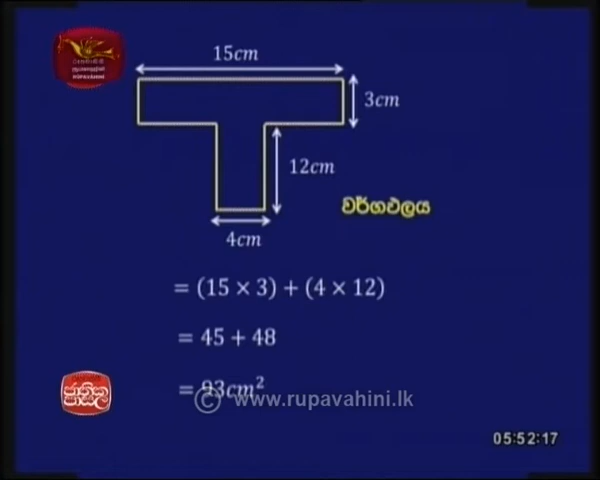 15cm
RUPAVAHINI
3cm
12cm
වර්ගඵලය
4cm
= (15 × 3) + (4 × 12)
= 45 + 48
= 93cm²
© www.rupavahini.lk
05:52:17